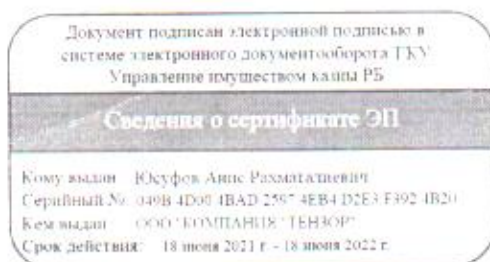 Документ подписан электронной подписью в
системе электронного документооборота ГКУ
Управление имуществом казны РБ
Сведения о сертификате ЭП
Кому выдан Юсуфов Анис Рахматалиевич
Серийный № 049B 4D00 4BAD 2597 4EB4 D2E3 F392 4B20
Кем выдан ООО "КОМПАНИЯ "ТЕНЗОР"
Срок действия: 18 июня 2021 г. - 18 июня 2022 г.